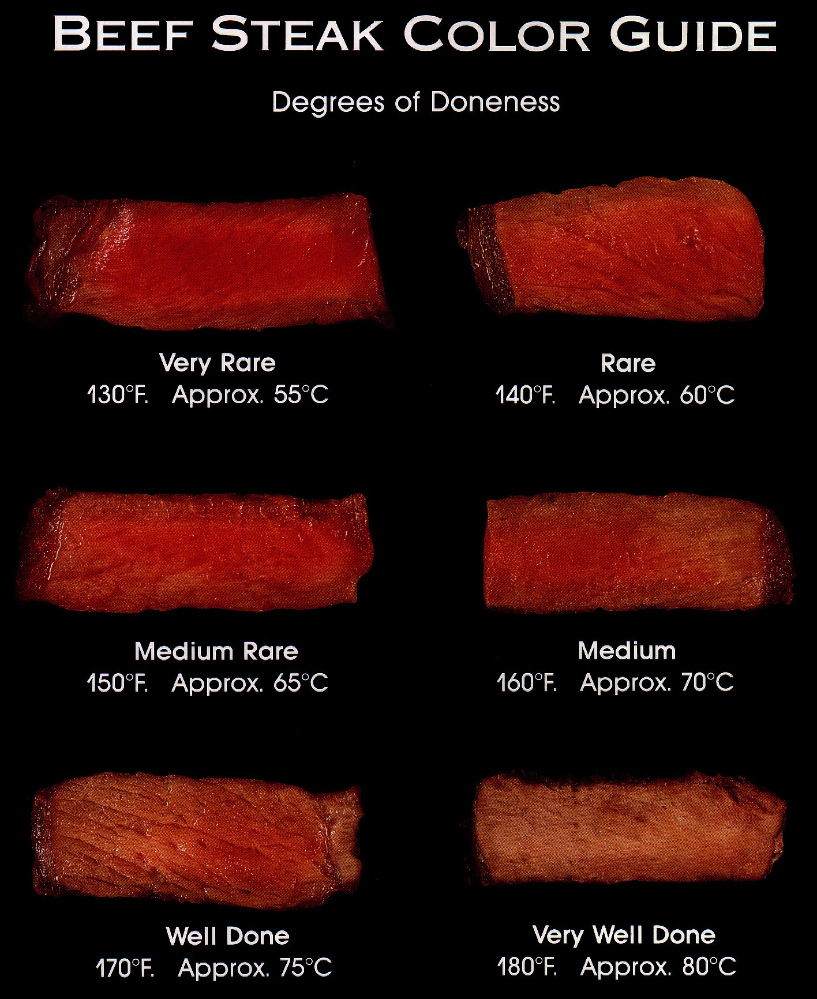 BEEF STEAK COLOR GUIDE
Degrees of Doneness
Very Rare
130°F. Approx. 55°C
Rare
140°F. Approx. 60°C
Medium Rare
150°F. Approx. 65°C
Medium
160°F. Approx. 70°C
Well Done
170°F. Approx. 75°C
Very Well Done
180°F. Approx. 80°C